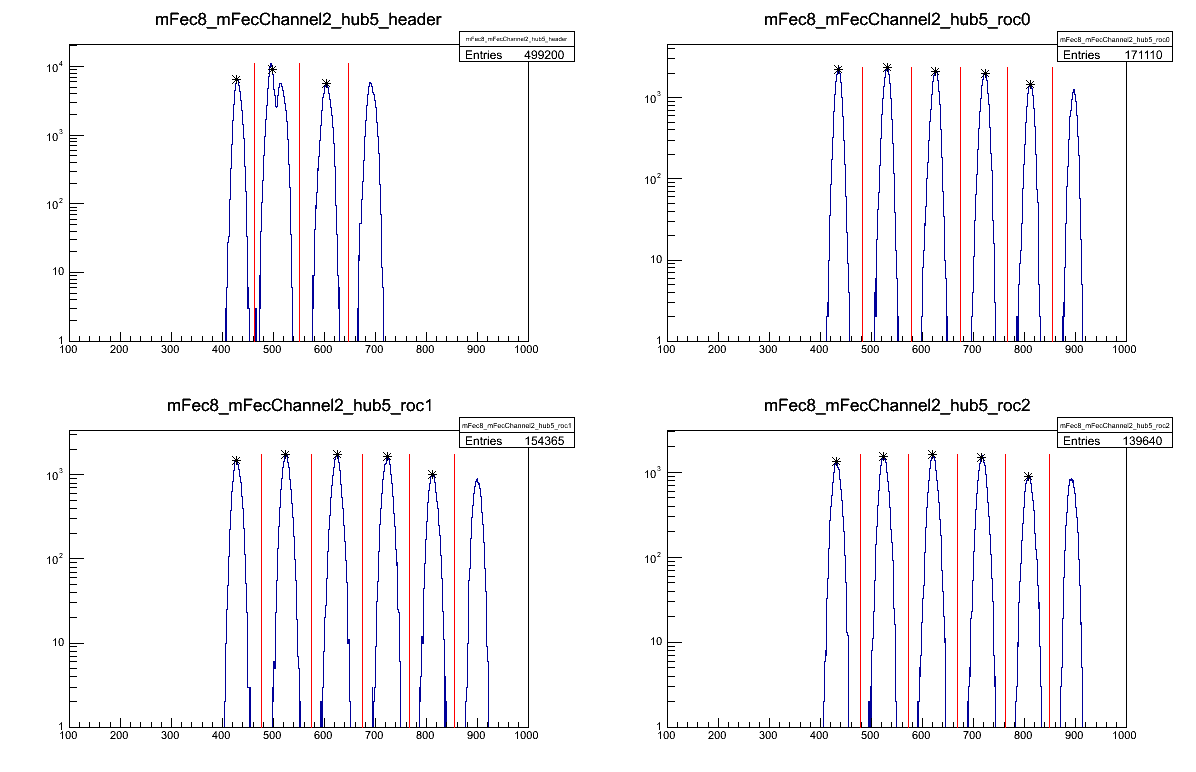 mFec8_mFecChannel2_hub5_header
mFec8_mFecChannel2_hub5_header
Entries 499200
10^4
10^3
10^2
10
1
100 200 300 400 500 600 700 800 900 1000
mFec8_mFecChannel2_hub5_roc0
mFec8_mFecChannel2_hub5_roc0
Entries 171110
10^3
10^2
10
1
100 200 300 400 500 600 700 800 900 1000
mFec8_mFecChannel2_hub5_roc1
mFec8_mFecChannel2_hub5_roc1
Entries 154365
10^3
10^2
10
1
100 200 300 400 500 600 700 800 900 1000
mFec8_mFecChannel2_hub5_roc2
mFec8_mFecChannel2_hub5_roc2
Entries 139640
10^3
10^2
10
1
100 200 300 400 500 600 700 800 900 1000